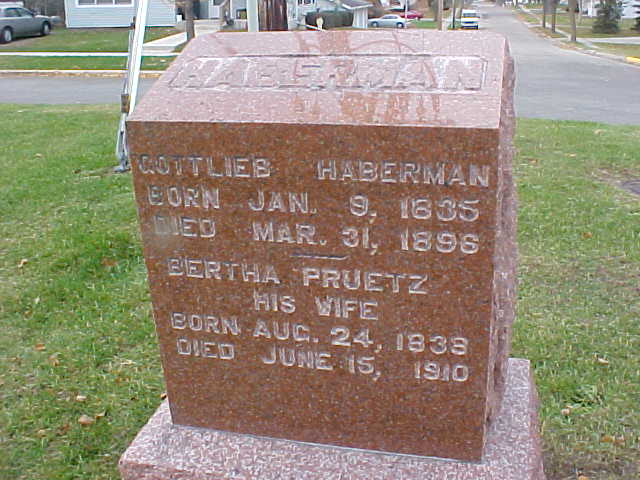 HABERMAN
GOTTLIEB HABERMAN
BORN JAN. 9, 1835
DIED MAR. 31, 1898
BERTHA PRUETZ
HIS WIFE
BORN AUG. 24, 1838
DIED JUNE 15, 1910